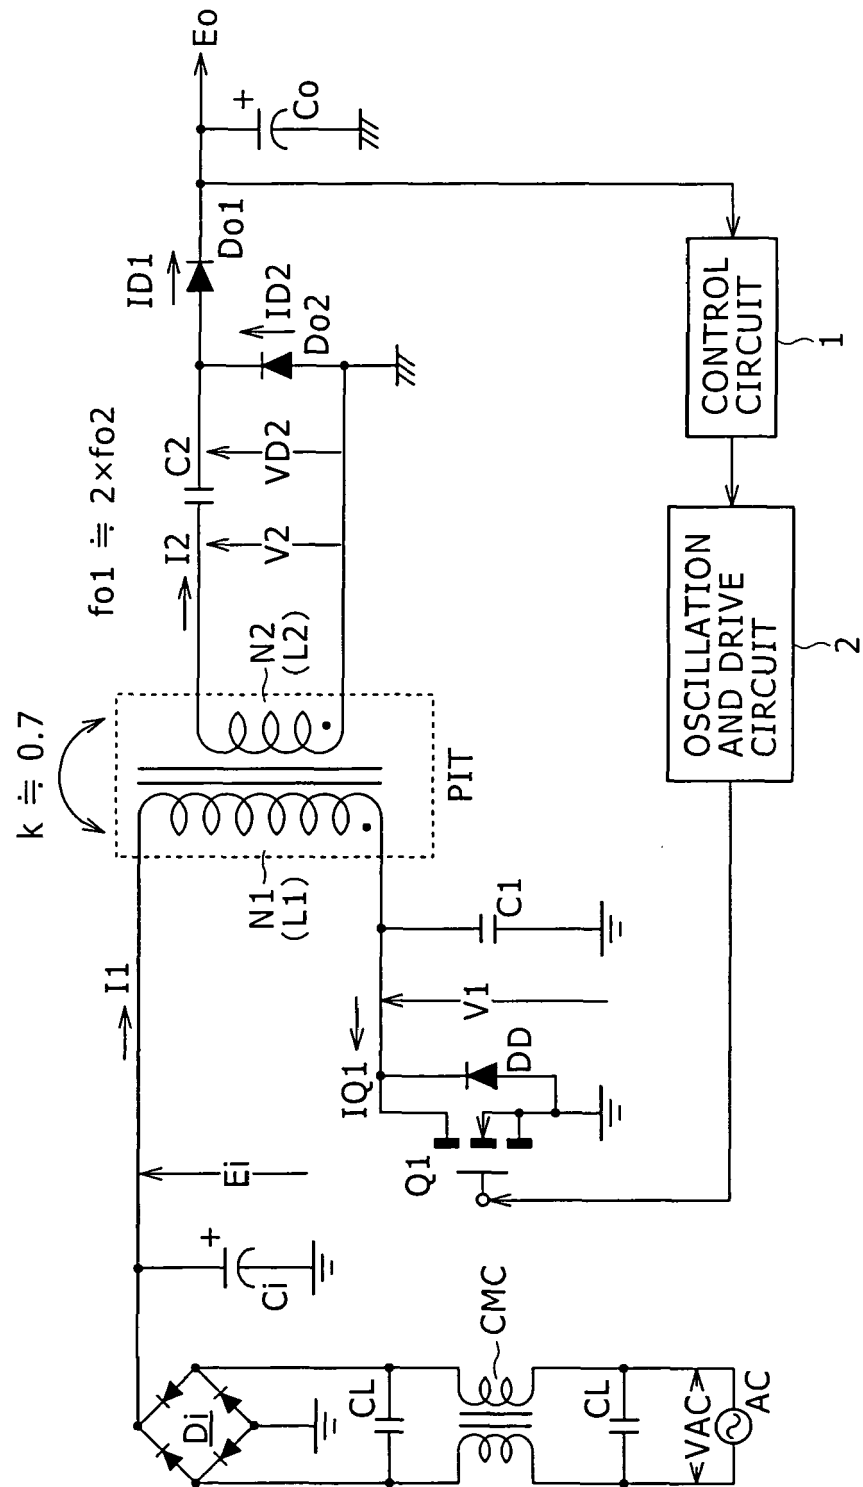 k ≒ 0.7
fo1 ≒ 2×fo2
I1
N1
(L1)
N2
(L2)
PIT
I2
C2
V2
VD2
ID1
Do1
ID2
Do2
+
Co
Eo
Di
+
Ci
Ei
IQ1
Q1
DD
V1
C1
CL
CMC
CL
VAC
AC
OSCILLATION
AND DRIVE
CIRCUIT
2
CONTROL
CIRCUIT
1